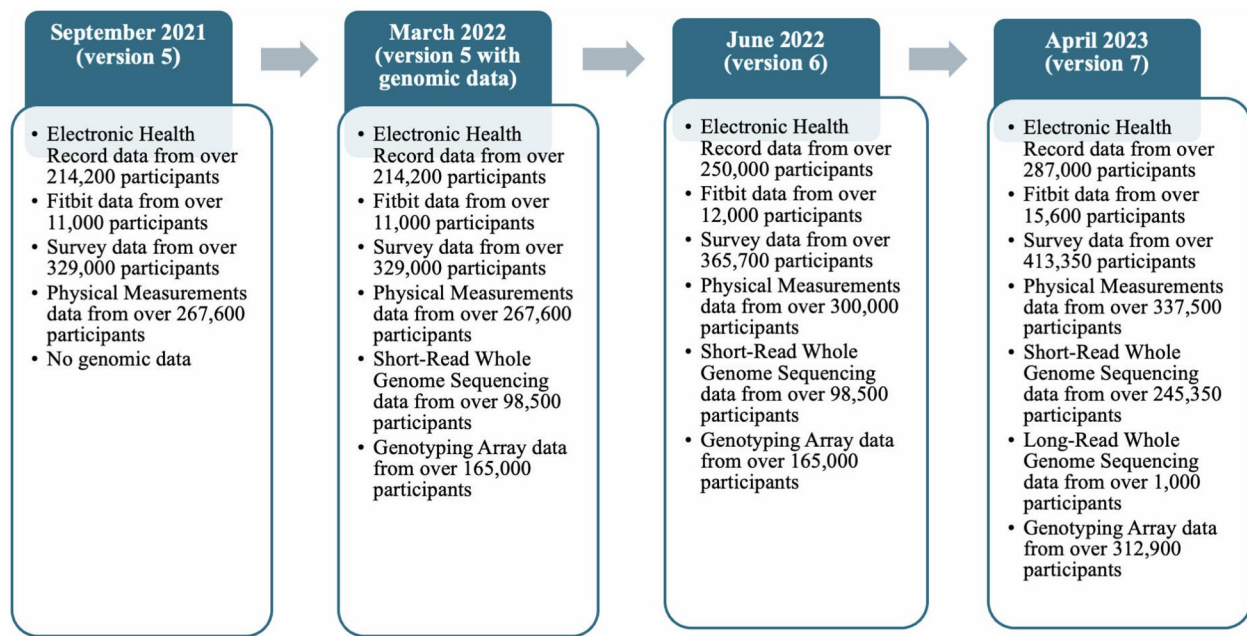 September 2021
(version 5)
• Electronic Health
Record data from over
214,200 participants
• Fitbit data from over
11,000 participants
• Survey data from over
329,000 participants
• Physical Measurements
data from over 267,600
participants
• No genomic data
March 2022
(version 5 with
genomic data)
• Electronic Health
Record data from over
214,200 participants
• Fitbit data from over
11,000 participants
• Survey data from over
329,000 participants
• Physical Measurements
data from over 267,600
participants
• Short-Read Whole
Genome Sequencing
data from over 98,500
participants
• Genotyping Array data
from over 165,000
participants
June 2022
(version 6)
• Electronic Health
Record data from over
250,000 participants
• Fitbit data from over
12,000 participants
• Survey data from over
365,700 participants
• Physical Measurements
data from over 300,000
participants
• Short-Read Whole
Genome Sequencing
data from over 98,500
participants
• Genotyping Array data
from over 165,000
participants
April 2023
(version 7)
• Electronic Health
Record data from over
287,000 participants
• Fitbit data from over
15,600 participants
• Survey data from over
413,350 participants
• Physical Measurements
data from over 337,500
participants
• Short-Read Whole
Genome Sequencing
data from over 245,350
participants
• Long-Read Whole
Genome Sequencing
data from over 1,000
participants
• Genotyping Array data
from over 312,900
participants